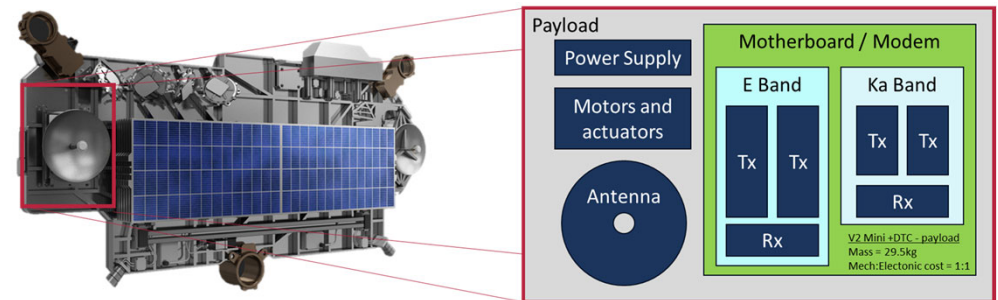 Payload
Power Supply
Motors and
actuators
Antenna
Motherboard / Modem
E Band
Tx
Tx
Rx
Ka Band
Tx
Tx
Rx
V2 Mini +DTC - payload
Mass = 29.5kg
Mech:Electonic cost = 1:1